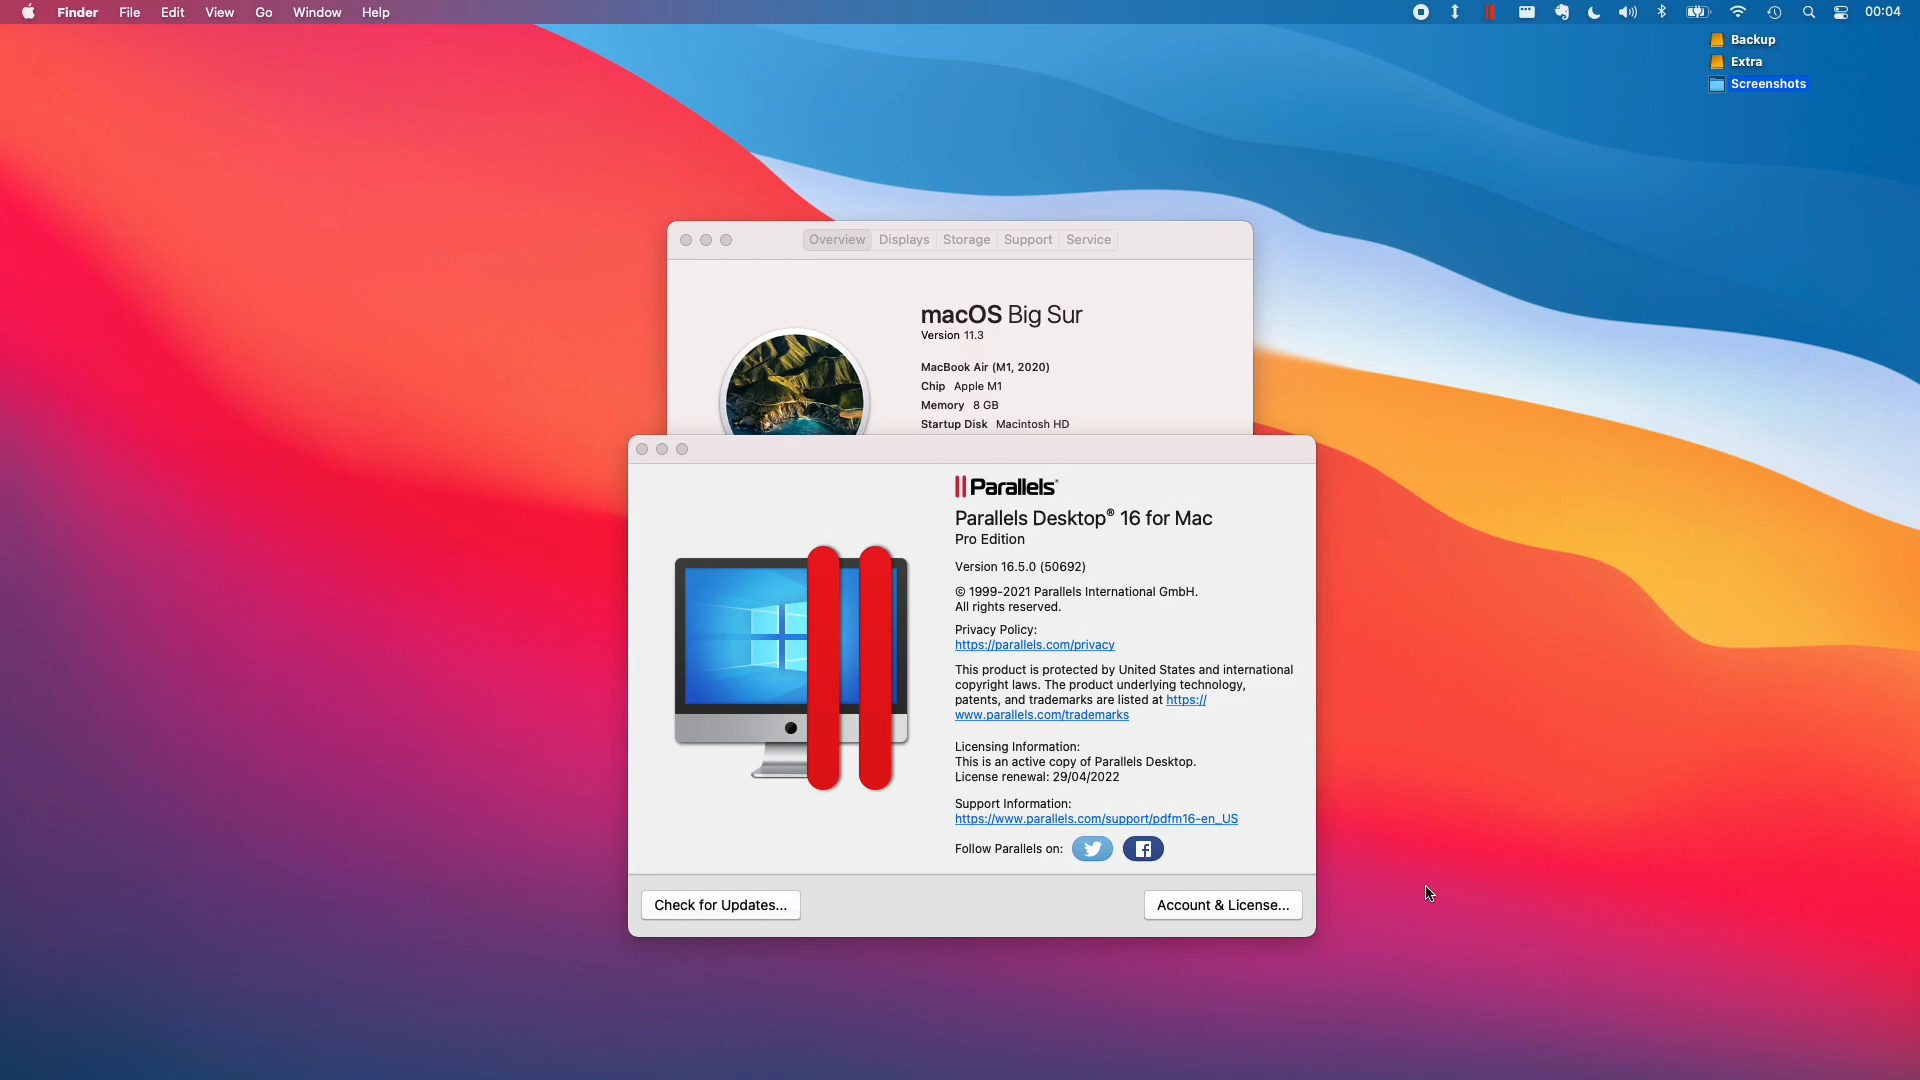 Finder File Edit View Go Window Help 00:04
Backup
Extra
Screenshots
Overview Displays Storage Support Service
macOS Big Sur
Version 11.3
MacBook Air (M1, 2020)
Chip Apple M1
Memory 8 GB
Startup Disk Macintosh HD
Parallels®
Parallels Desktop® 16 for Mac
Pro Edition
Version 16.5.0 (50692)
© 1999-2021 Parallels International GmbH.
All rights reserved.
Privacy Policy:
https://parallels.com/privacy
This product is protected by United States and international
copyright laws. The product underlying technology,
patents, and trademarks are listed at https://
www.parallels.com/trademarks
Licensing Information:
This is an active copy of Parallels Desktop.
License renewal: 29/04/2022
Support Information:
https://www.parallels.com/support/pdfm16-en_US
Follow Parallels on:
Check for Updates... Account & License...